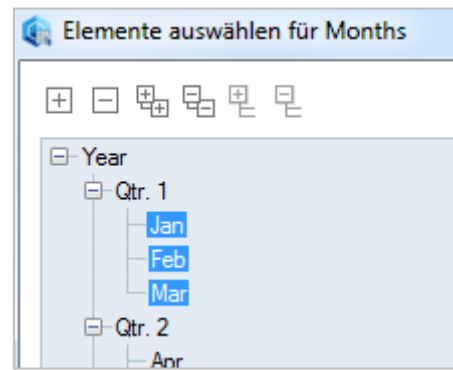 Elemente auswählen für Months
Year
Qtr. 1
Jan
Feb
Mar
Qtr. 2
Apr